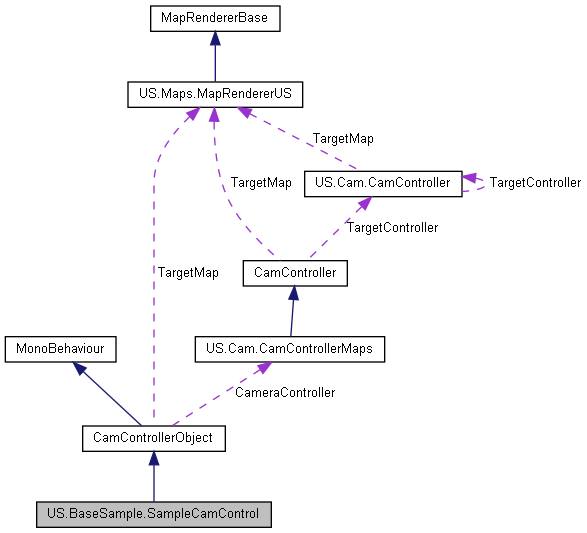 MapRendererBase
US.Maps.MapRendererUS
TargetMap
US.Cam.CamController
TargetMap
TargetController
TargetController
CamController
TargetMap
MonoBehaviour
US.Cam.CamControllerMaps
CameraController
CamControllerObject
US.BaseSample.SampleCamControl